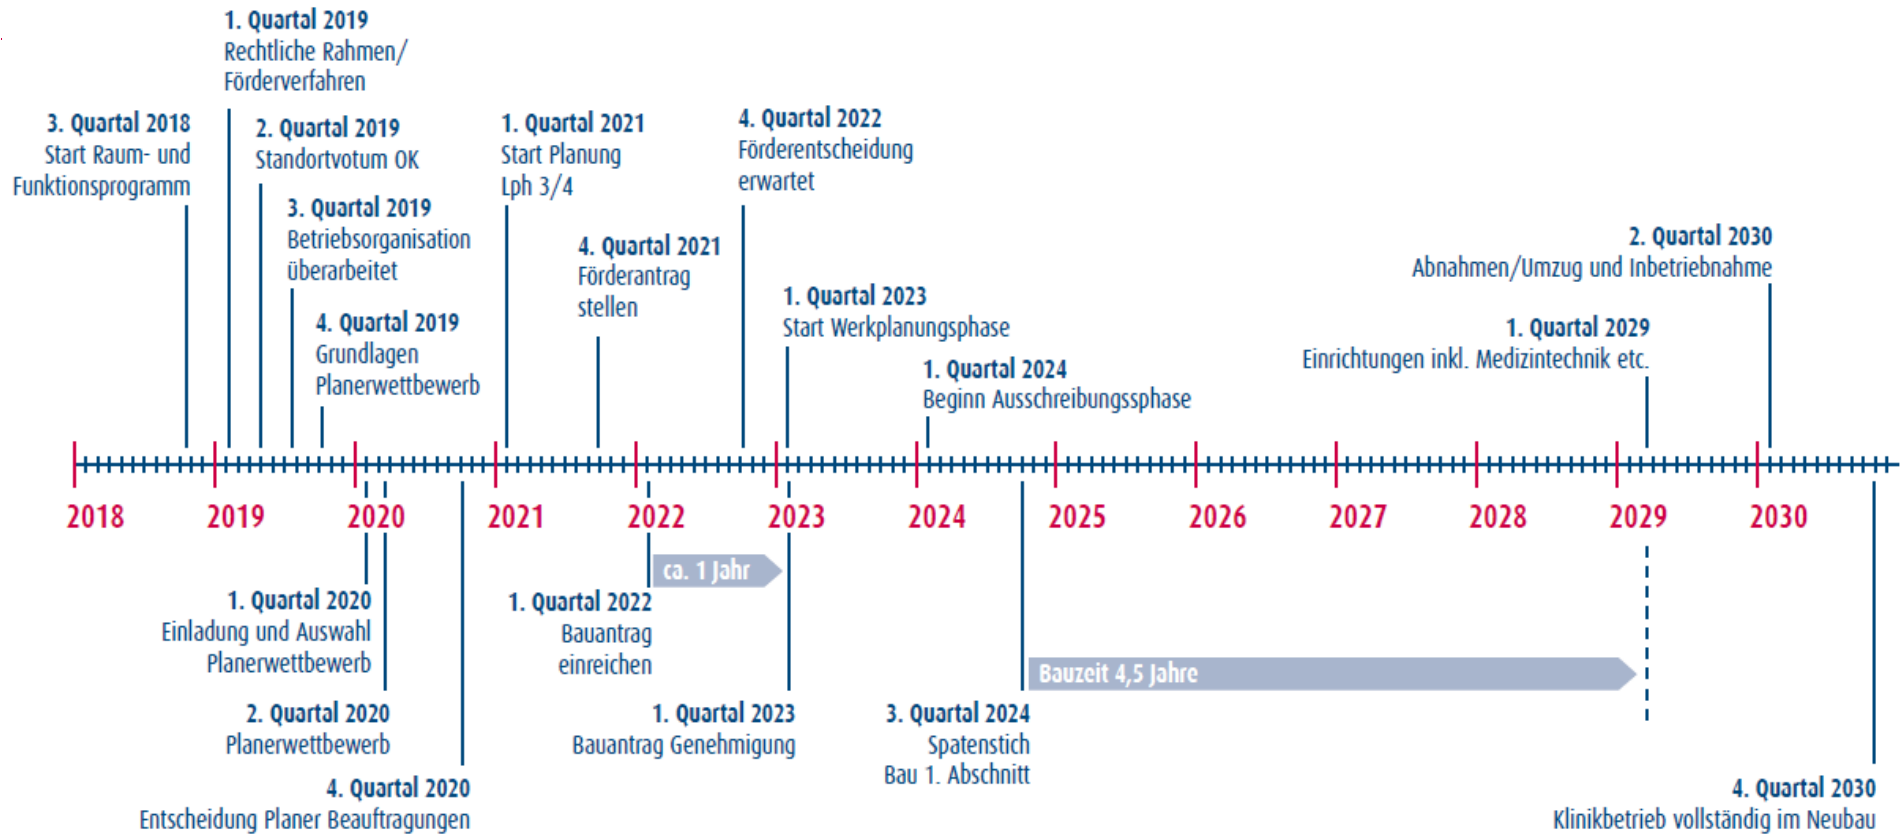 1. Quartal 2019
Rechtliche Rahmen/
Förderverfahren
3. Quartal 2018
Start Raum- und
Funktionsprogramm
2. Quartal 2019
Standortvotum OK
3. Quartal 2019
Betriebsorganisation
überarbeitet
4. Quartal 2019
Grundlagen
Planerwettbewerb
1. Quartal 2021
Start Planung
Lph 3/4
4. Quartal 2021
Förderantrag
stellen
4. Quartal 2022
Förderentscheidung
erwartet
1. Quartal 2023
Start Werkplanungsphase
1. Quartal 2024
Beginn Ausschreibungssphase
2. Quartal 2030
Abnahmen/Umzug und Inbetriebnahme
1. Quartal 2029
Einrichtungen inkl. Medizintechnik etc.
2018 2019 2020 2021 2022 2023 2024 2025 2026 2027 2028 2029 2030
ca. 1 Jahr
1. Quartal 2020
Einladung und Auswahl
Planerwettbewerb
2. Quartal 2020
Planerwettbewerb
4. Quartal 2020
Entscheidung Planer Beauftragungen
1. Quartal 2022
Bauantrag
einreichen
1. Quartal 2023
Bauantrag Genehmigung
Bauzeit 4,5 Jahre
3. Quartal 2024
Spatenstich
Bau 1. Abschnitt
4. Quartal 2030
Klinikbetrieb vollständig im Neubau